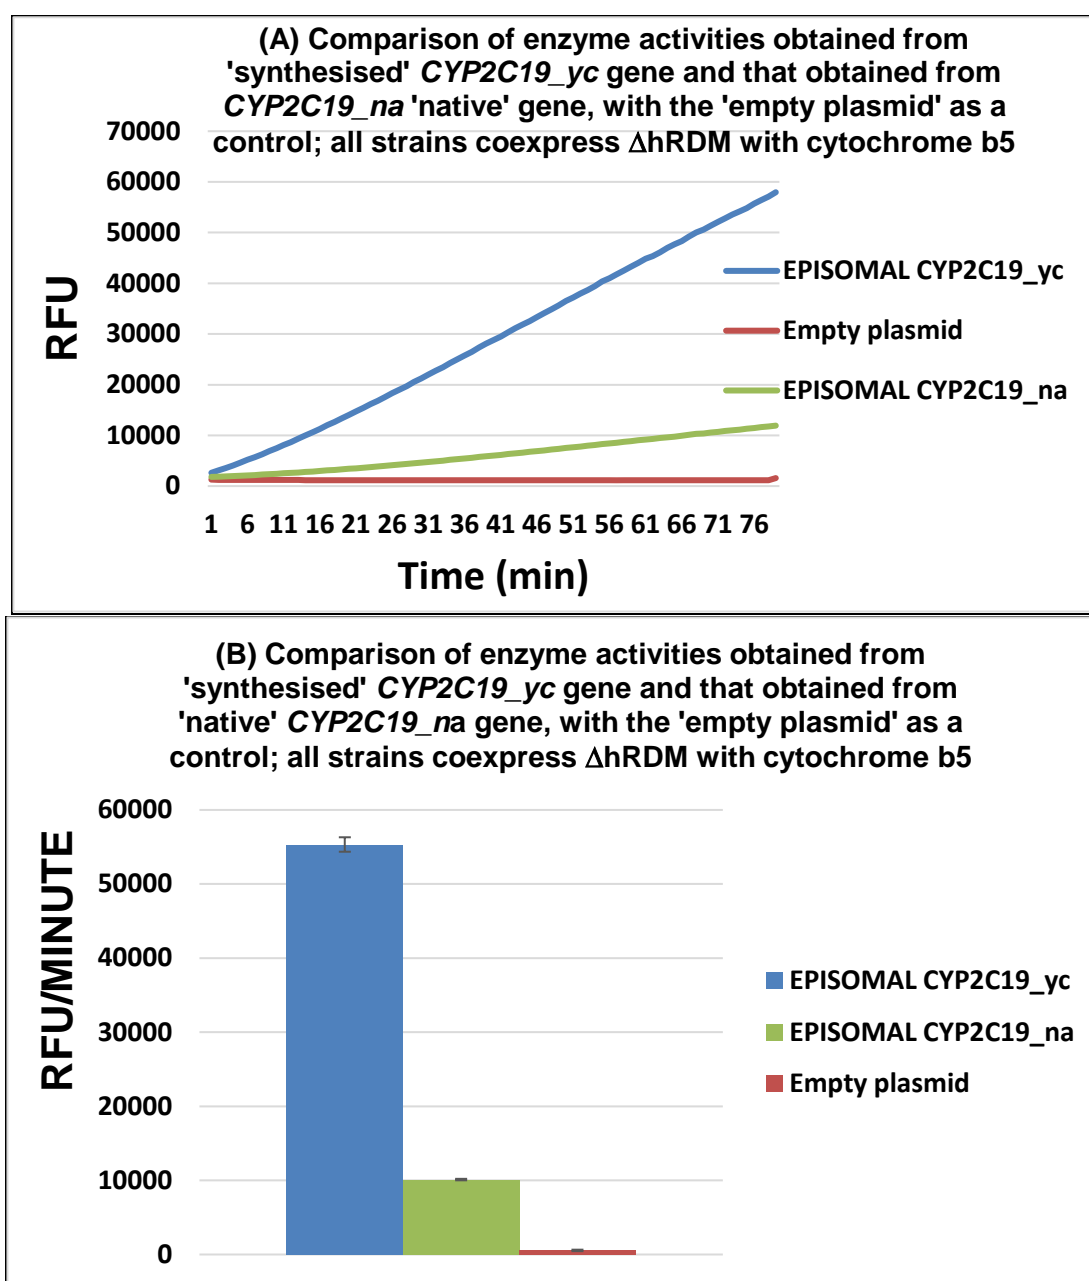 (A) Comparison of enzyme activities obtained from
'synthesised' CYP2C19_yc gene and that obtained from
CYP2C19_na 'native' gene, with the 'empty plasmid' as a
control; all strains coexpress ΔhRDM with cytochrome b5
70000
60000
50000
40000
30000
20000
10000
0
RFU
EPISOMAL CYP2C19_yc
Empty plasmid
EPISOMAL CYP2C19_na
1 6 11 16 21 26 31 36 41 46 51 56 61 66 71 76
Time (min)
(B) Comparison of enzyme activities obtained from
'synthesised' CYP2C19_yc gene and that obtained from
'native' CYP2C19_na gene, with the 'empty plasmid' as a
control; all strains coexpress ΔhRDM with cytochrome b5
60000
50000
40000
30000
20000
10000
0
RFU/MINUTE
EPISOMAL CYP2C19_yc
EPISOMAL CYP2C19_na
Empty plasmid